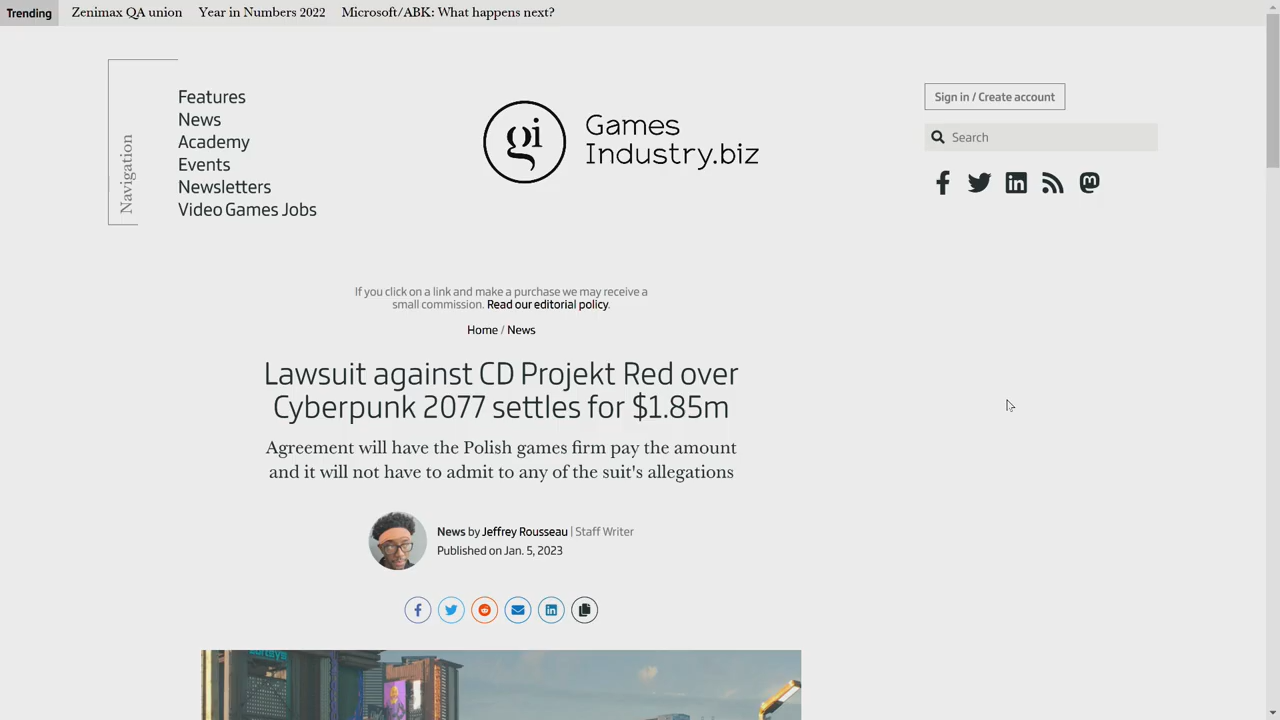 Trending
Zenimax QA union
Year in Numbers 2022
Microsoft/ABK: What happens next?
Navigation
Features
News
Academy
Events
Newsletters
Video Games Jobs
gi
Games
Industry.biz
Sign in / Create account
Search
If you click on a link and make a purchase we may receive a
small commission. Read our editorial policy.
Home / News
Lawsuit against CD Projekt Red over
Cyberpunk 2077 settles for $1.85m
Agreement will have the Polish games firm pay the amount
and it will not have to admit to any of the suit's allegations
News by Jeffrey Rousseau | Staff Writer
Published on Jan. 5, 2023